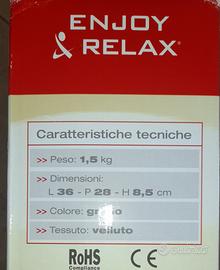 ENJOY
& RELAX®
Caratteristiche tecniche
>> Peso: 1,5 kg
>> Dimensioni:
L 36 - P 28 - H 8,5 cm
>> Colore:
>> Tessuto: velluto
RoHS
Compliance
CE